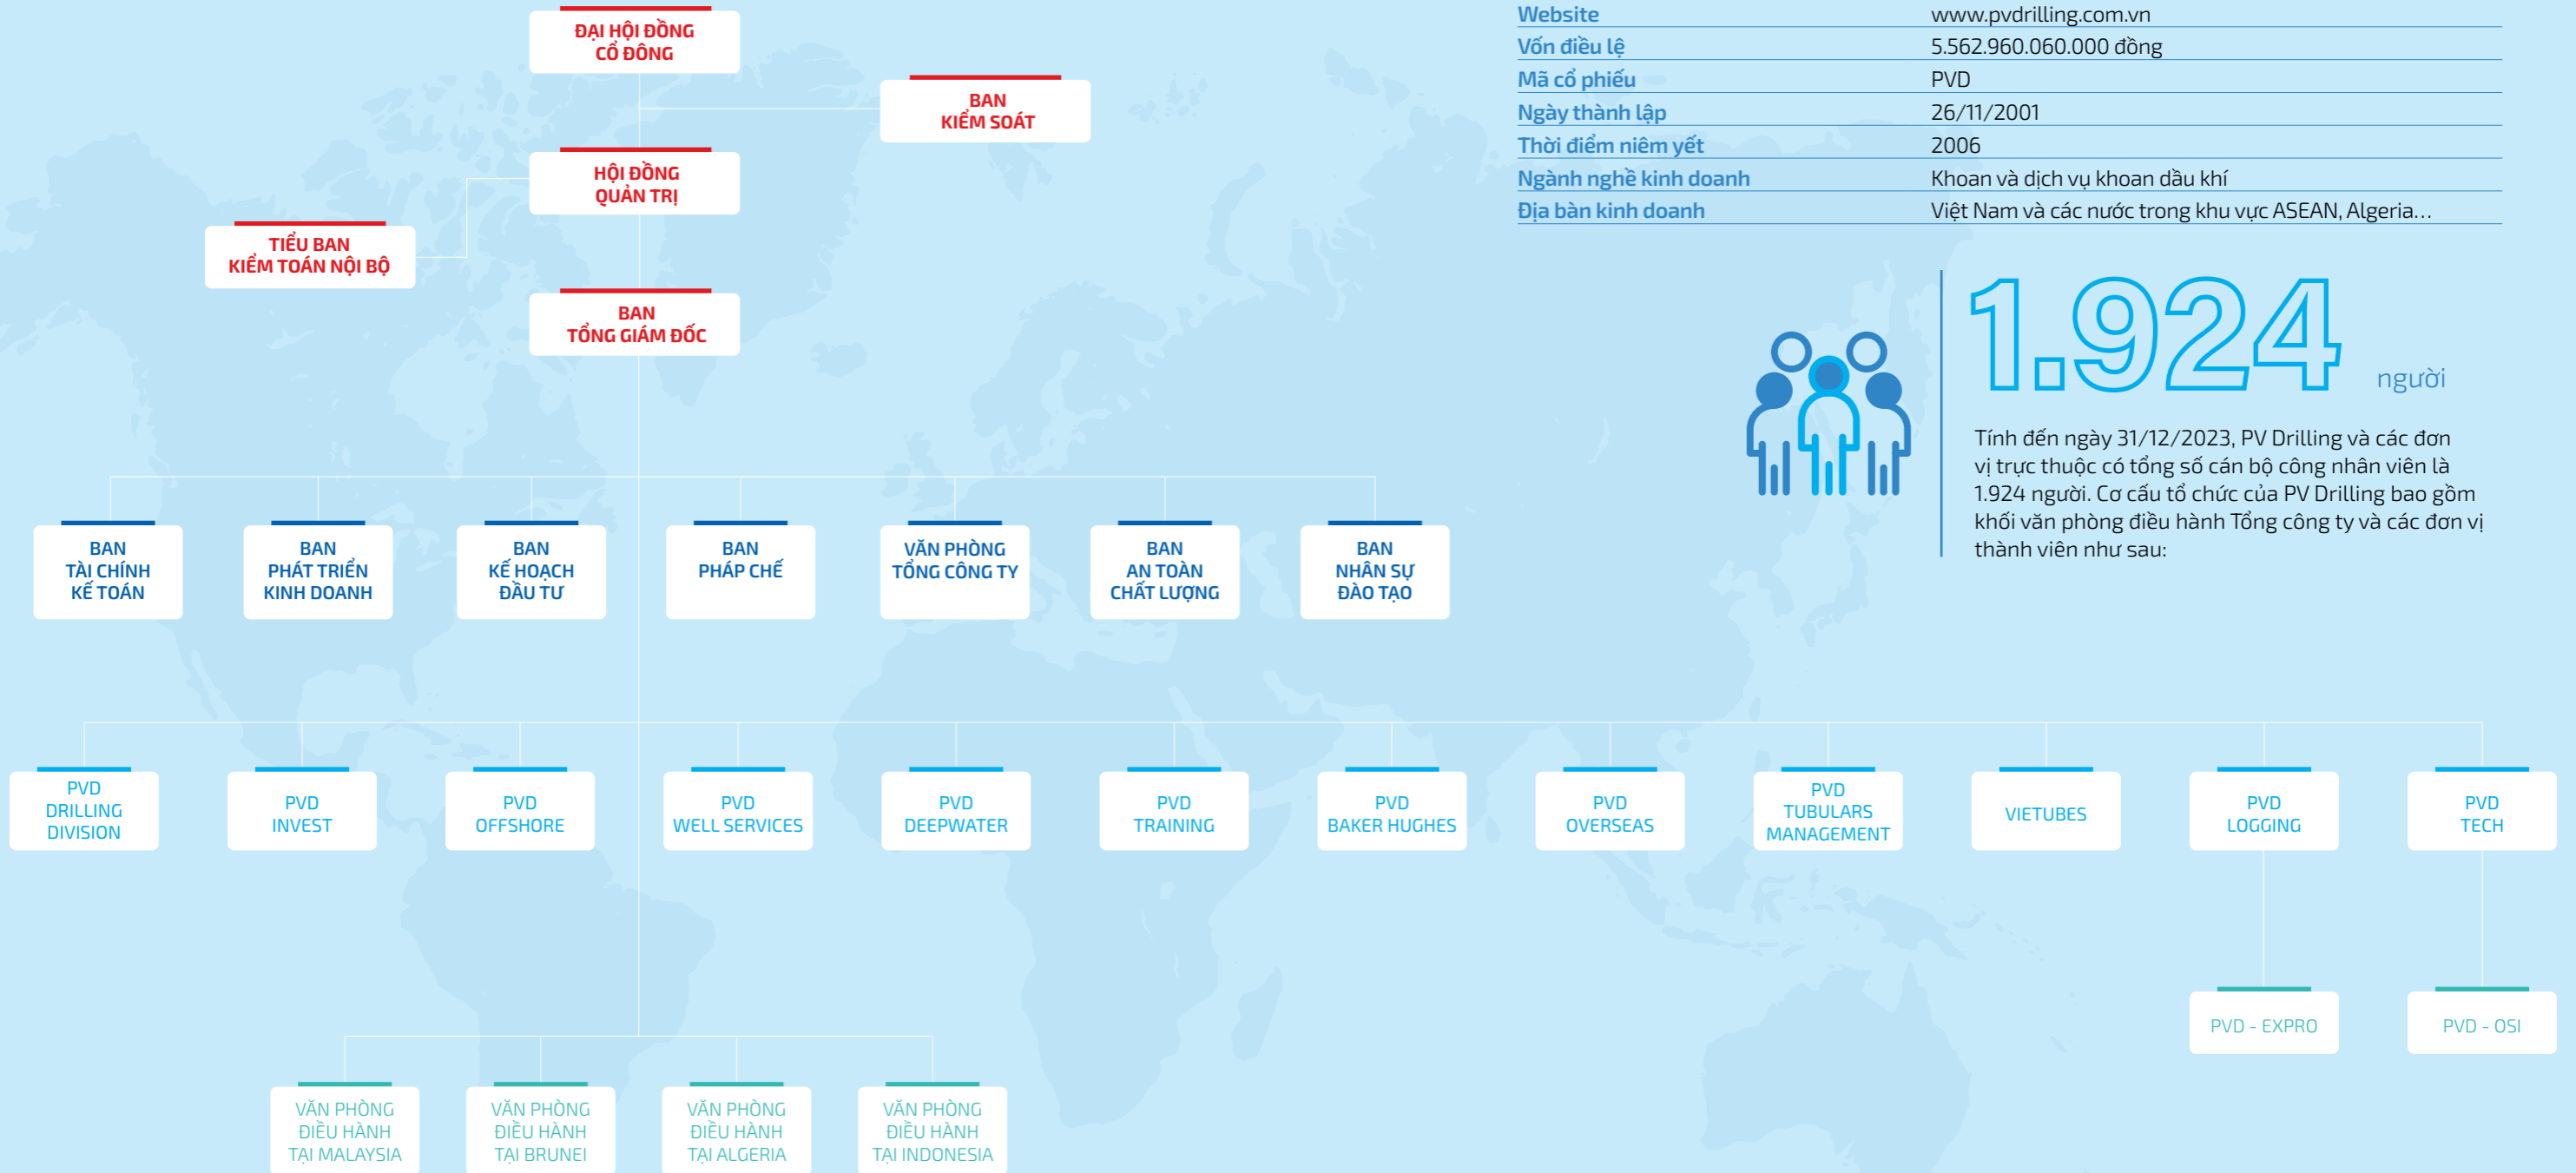 ĐẠI HỘI ĐỒNG
CỔ ĐÔNG
BAN
KIỂM SOÁT
HỘI ĐỒNG
QUẢN TRỊ
TIỂU BAN
KIỂM TOÁN NỘI BỘ
BAN
TỔNG GIÁM ĐỐC
Website www.pvdrilling.com.vn
Vốn điều lệ 5.562.960.060.000 đồng
Mã cổ phiếu PVD
Ngày thành lập 26/11/2001
Thời điểm niêm yết 2006
Ngành nghề kinh doanh Khoan và dịch vụ khoan dầu khí
Địa bàn kinh doanh Việt Nam và các nước trong khu vực ASEAN, Algeria...
1.924 người
Tính đến ngày 31/12/2023, PV Drilling và các đơn
vị trực thuộc có tổng số cán bộ công nhân viên là
1.924 người. Cơ cấu tổ chức của PV Drilling bao gồm
khối văn phòng điều hành Tổng công ty và các đơn vị
thành viên như sau:
BAN
TÀI CHÍNH
KẾ TOÁN
BAN
PHÁT TRIỂN
KINH DOANH
BAN
KẾ HOẠCH
ĐẦU TƯ
BAN
PHÁP CHẾ
VĂN PHÒNG
TỔNG CÔNG TY
BAN
AN TOÀN
CHẤT LƯỢNG
BAN
NHÂN SỰ
ĐÀO TẠO
PVD
DRILLING
DIVISION
PVD
INVEST
PVD
OFFSHORE
PVD
WELL SERVICES
PVD
DEEPWATER
PVD
TRAINING
PVD
BAKER HUGHES
PVD
OVERSEAS
PVD
TUBULARS
MANAGEMENT
VIETUBES
PVD
LOGGING
PVD
TECH
PVD - EXPRO
PVD - OSI
VĂN PHÒNG
ĐIỀU HÀNH
TẠI MALAYSIA
VĂN PHÒNG
ĐIỀU HÀNH
TẠI BRUNEI
VĂN PHÒNG
ĐIỀU HÀNH
TẠI ALGERIA
VĂN PHÒNG
ĐIỀU HÀNH
TẠI INDONESIA